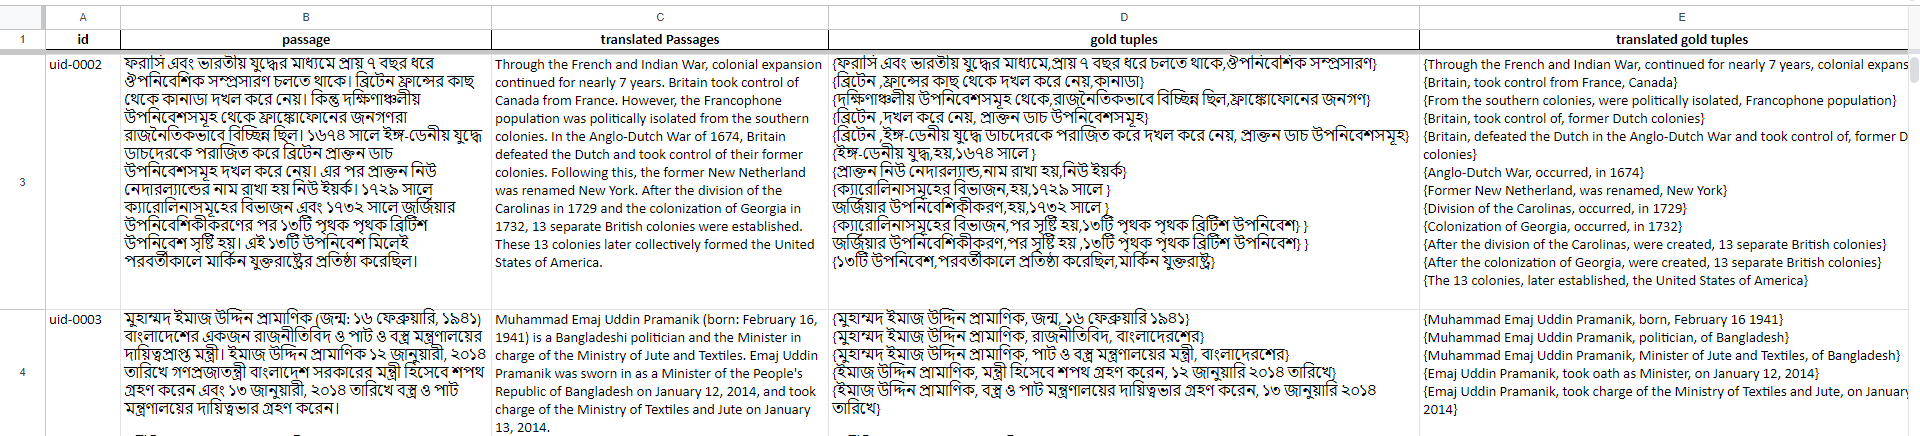 A B C D E
1 id passage translated Passages gold tuples translated gold tuples
3
uid-0002
ফরাসি এবং ভারতীয় যুদ্ধের মাধ্যমে প্রায় ৭ বছর ধরে
ঔপনিবেশিক সম্প্রসারণ চলতে থাকে। ব্রিটেন ফ্রান্সের কাছ
থেকে কানাডা দখল করে নেয়। কিন্তু দক্ষিণাঞ্চলীয়
উপনিবেশসমূহ থেকে ফ্রাঙ্কোফোনের জনগণরা
রাজনৈতিকভাবে বিচ্ছিন্ন ছিল। ১৬৭৪ সালে ইঙ্গ-ডেনীয় যুদ্ধে
ডাচদেরকে পরাজিত করে ব্রিটেন প্রাক্তন ডাচ
উপনিবেশসমূহ দখল করে নেয়। এর পর প্রাক্তন নিউ
নেদারল্যান্ডের নাম রাখা হয় নিউ ইয়র্ক। ১৭২৯ সালে
ক্যারোলিনাসমূহের বিভাজন এবং ১৭৩২ সালে জর্জিয়ার
উপনিবেশিকীকরণের পর ১৩টি পৃথক পৃথক ব্রিটিশ
উপনিবেশ সৃষ্টি হয়। এই ১৩টি উপনিবেশ মিলেই
পরবর্তীকালে মার্কিন যুক্তরাষ্ট্রের প্রতিষ্ঠা করেছিল।
Through the French and Indian War, colonial expansion
continued for nearly 7 years. Britain took control of
Canada from France. However, the Francophone
population was politically isolated from the southern
colonies. In the Anglo-Dutch War of 1674, Britain
defeated the Dutch and took control of their former
colonies. Following this, the former New Netherland
was renamed New York. After the division of the
Carolinas in 1729 and the colonization of Georgia in
1732, 13 separate British colonies were established.
These 13 colonies later collectively formed the United
States of America.
{ফরাসি এবং ভারতীয় যুদ্ধের মাধ্যমে,প্রায় ৭ বছর ধরে চলতে থাকে,ঔপনিবেশিক সম্প্রসারণ}
{ব্রিটেন ,ফ্রান্সের কাছ থেকে দখল করে নেয়,কানাডা}
{দক্ষিণাঞ্চলীয় উপনিবেশসমূহ থেকে,রাজনৈতিকভাবে বিচ্ছিন্ন ছিল,ফ্রাঙ্কোফোনের জনগণ}
{ব্রিটেন ,দখল করে নেয়, প্রাক্তন ডাচ উপনিবেশসমূহ}
{ব্রিটেন ,ইঙ্গ-ডেনীয় যুদ্ধে ডাচদেরকে পরাজিত করে দখল করে নেয়, প্রাক্তন ডাচ উপনিবেশসমূহ}
{ইঙ্গ-ডেনীয় যুদ্ধ,হয়,১৬৭৪ সালে }
{প্রাক্তন নিউ নেদারল্যান্ড,নাম রাখা হয়,নিউ ইয়র্ক}
{ক্যারোলিনাসমূহের বিভাজন,হয়,১৭২৯ সালে }
জর্জিয়ার উপনিবেশিকীকরণ,হয়,১৭৩২ সালে }
{ক্যারোলিনাসমূহের বিভাজন,পর সৃষ্টি হয়,১৩টি পৃথক পৃথক ব্রিটিশ উপনিবেশ} }
জর্জিয়ার উপনিবেশিকীকরণ,পর সৃষ্টি হয় ,১৩টি পৃথক পৃথক ব্রিটিশ উপনিবেশ} }
{১৩টি উপনিবেশ,পরবর্তীকালে প্রতিষ্ঠা করেছিল,মার্কিন যুক্তরাষ্ট্র}
{Through the French and Indian War, continued for nearly 7 years, colonial expans
{Britain, took control from France, Canada}
{From the southern colonies, were politically isolated, Francophone population}
{Britain, took control of, former Dutch colonies}
{Britain, defeated the Dutch in the Anglo-Dutch War and took control of, former D
colonies}
{Anglo-Dutch War, occurred, in 1674}
{Former New Netherland, was renamed, New York}
{Division of the Carolinas, occurred, in 1729}
{Colonization of Georgia, occurred, in 1732}
{After the division of the Carolinas, were created, 13 separate British colonies}
{After the colonization of Georgia, were created, 13 separate British colonies}
{The 13 colonies, later established, the United States of America}
4
uid-0003
মুহাম্মদ ইমাজ উদ্দিন প্রামাণিক (জন্ম: ১৬ ফেব্রুয়ারি, ১৯৪১)
বাংলাদেশের একজন রাজনীতিবিদ ও পাট ও বস্ত্র মন্ত্রণালয়ের
দায়িত্বপ্রাপ্ত মন্ত্রী। ইমাজ উদ্দিন প্রামাণিক ১২ জানুয়ারী, ২০১৪
তারিখে গণপ্রজাতন্ত্রী বাংলাদেশ সরকারের মন্ত্রী হিসেবে শপথ
গ্রহণ করেন এবং ১৩ জানুয়ারী, ২০১৪ তারিখে বস্ত্র ও পাট
মন্ত্রণালয়ের দায়িত্বভার গ্রহণ করেন।
Muhammad Emaj Uddin Pramanik (born: February 16,
1941) is a Bangladeshi politician and the Minister in
charge of the Ministry of Jute and Textiles. Emaj Uddin
Pramanik was sworn in as a Minister of the People's
Republic of Bangladesh on January 12, 2014, and took
charge of the Ministry of Textiles and Jute on January
13, 2014.
{মুহাম্মদ ইমাজ উদ্দিন প্রামাণিক, জন্ম, ১৬ ফেব্রুয়ারি ১৯৪১}
{মুহাম্মদ ইমাজ উদ্দিন প্রামাণিক, রাজনীতিবিদ, বাংলাদেরশের}
{মুহাম্মদ ইমাজ উদ্দিন প্রামাণিক, পাট ও বস্ত্র মন্ত্রণালয়ের মন্ত্রী, বাংলাদেরশের}
{ইমাজ উদ্দিন প্রামাণিক, মন্ত্রী হিসেবে শপথ গ্রহণ করেন, ১২ জানুয়ারি ২০১৪}
{ইমাজ উদ্দিন প্রামাণিক, বস্ত্র ও পাট মন্ত্রণালয়ের দায়িত্বভার গ্রহণ করেন, ১৩ জানুয়ারি ২০১৪
তারিখে}
{Muhammad Emaj Uddin Pramanik, born, February 16 1941}
{Muhammad Emaj Uddin Pramanik, politician, of Bangladesh}
{Muhammad Emaj Uddin Pramanik, Minister of Jute and Textiles, of Bangladesh}
{Emaj Uddin Pramanik, took oath as Minister, on January 12, 2014}
{Emaj Uddin Pramanik, took charge of the Ministry of Textiles and Jute, on January
2014}